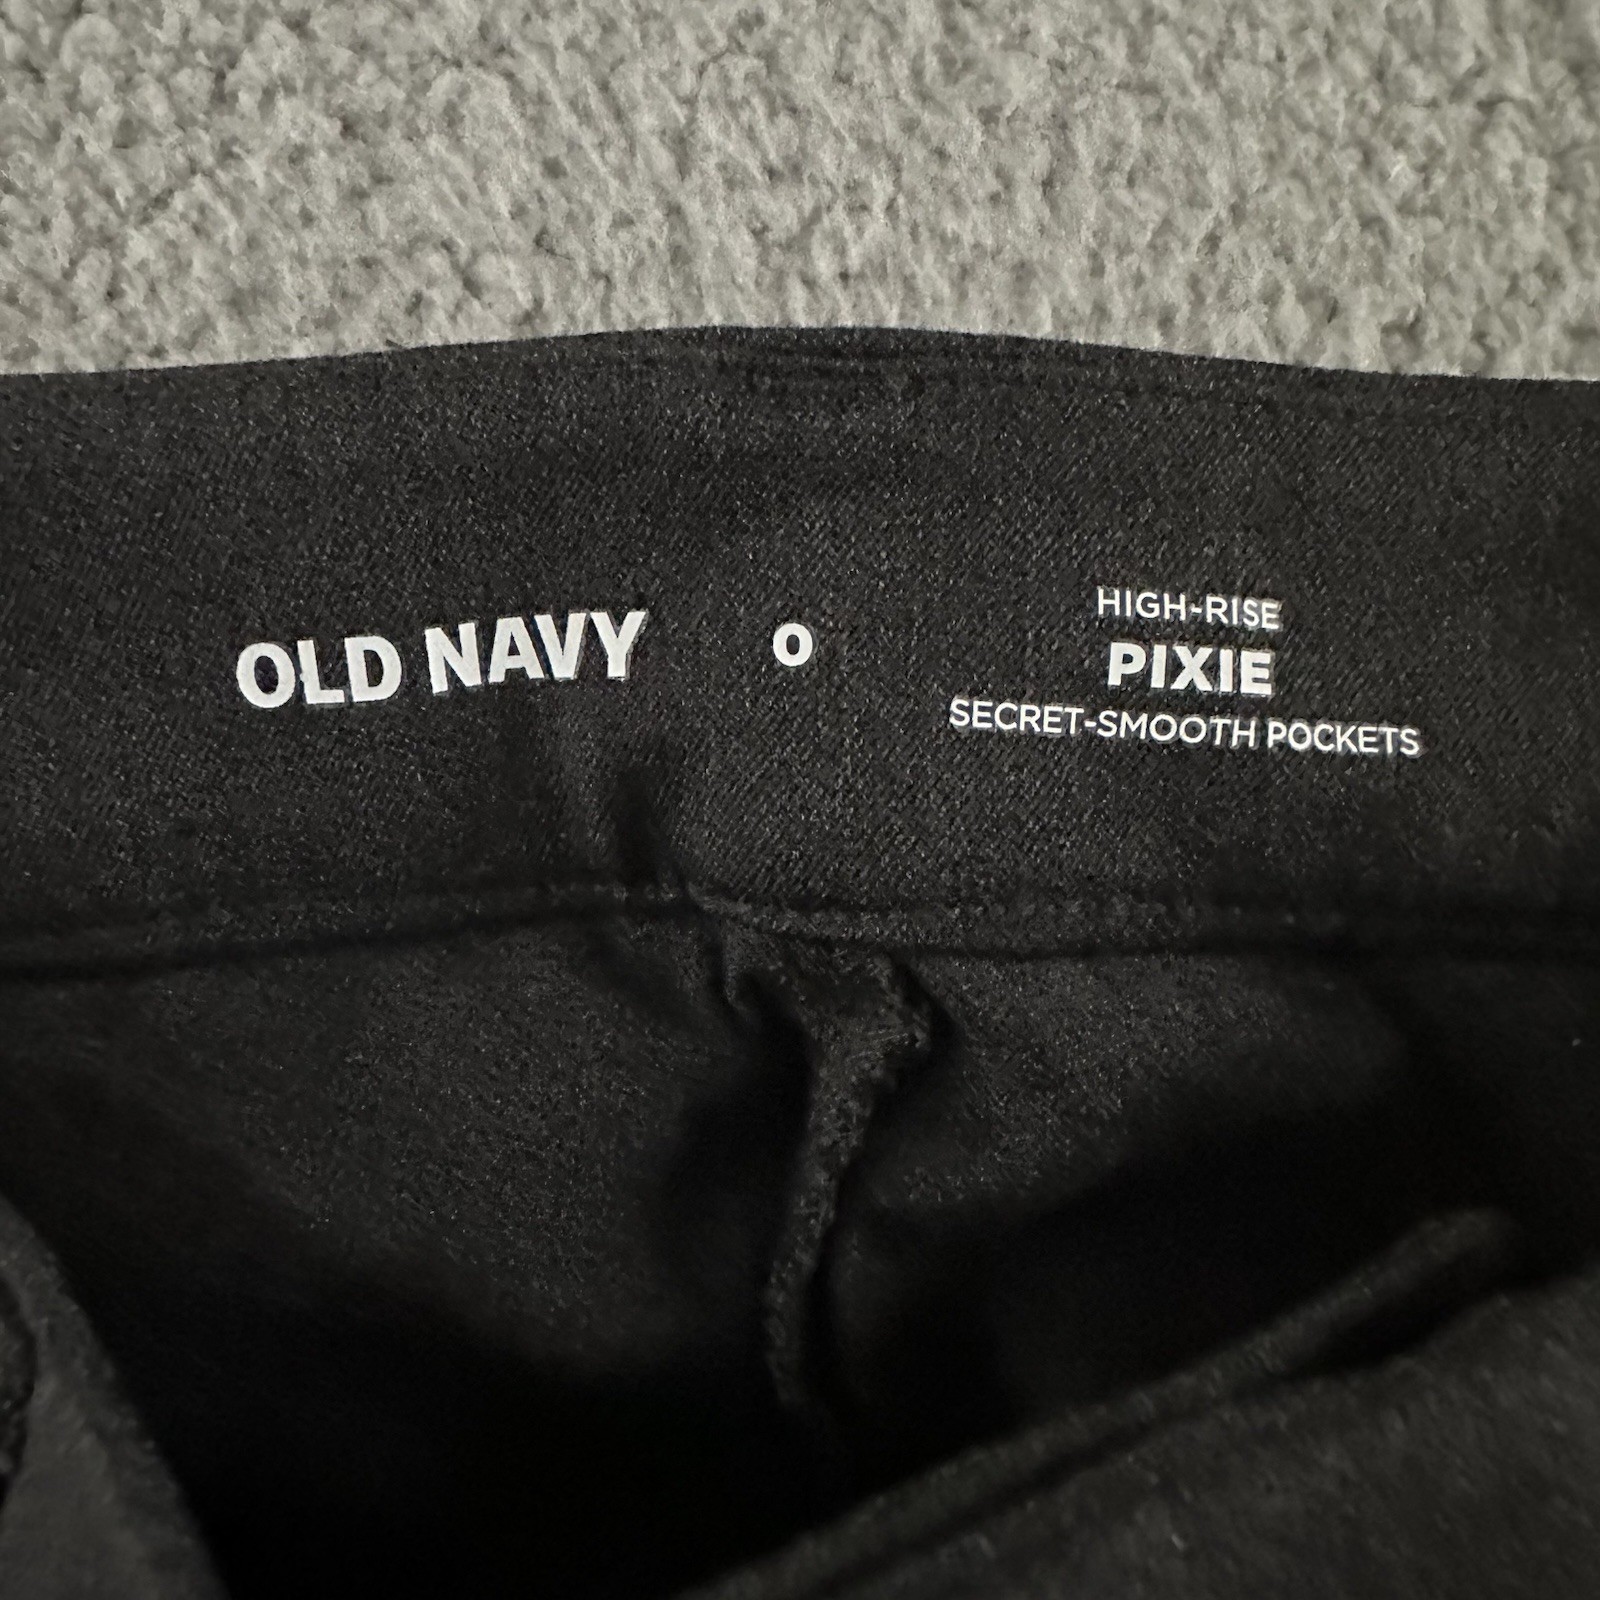 OLD NAVY
0
HIGH-RISE
PIXIE
SECRET-SMOOTH POCKETS